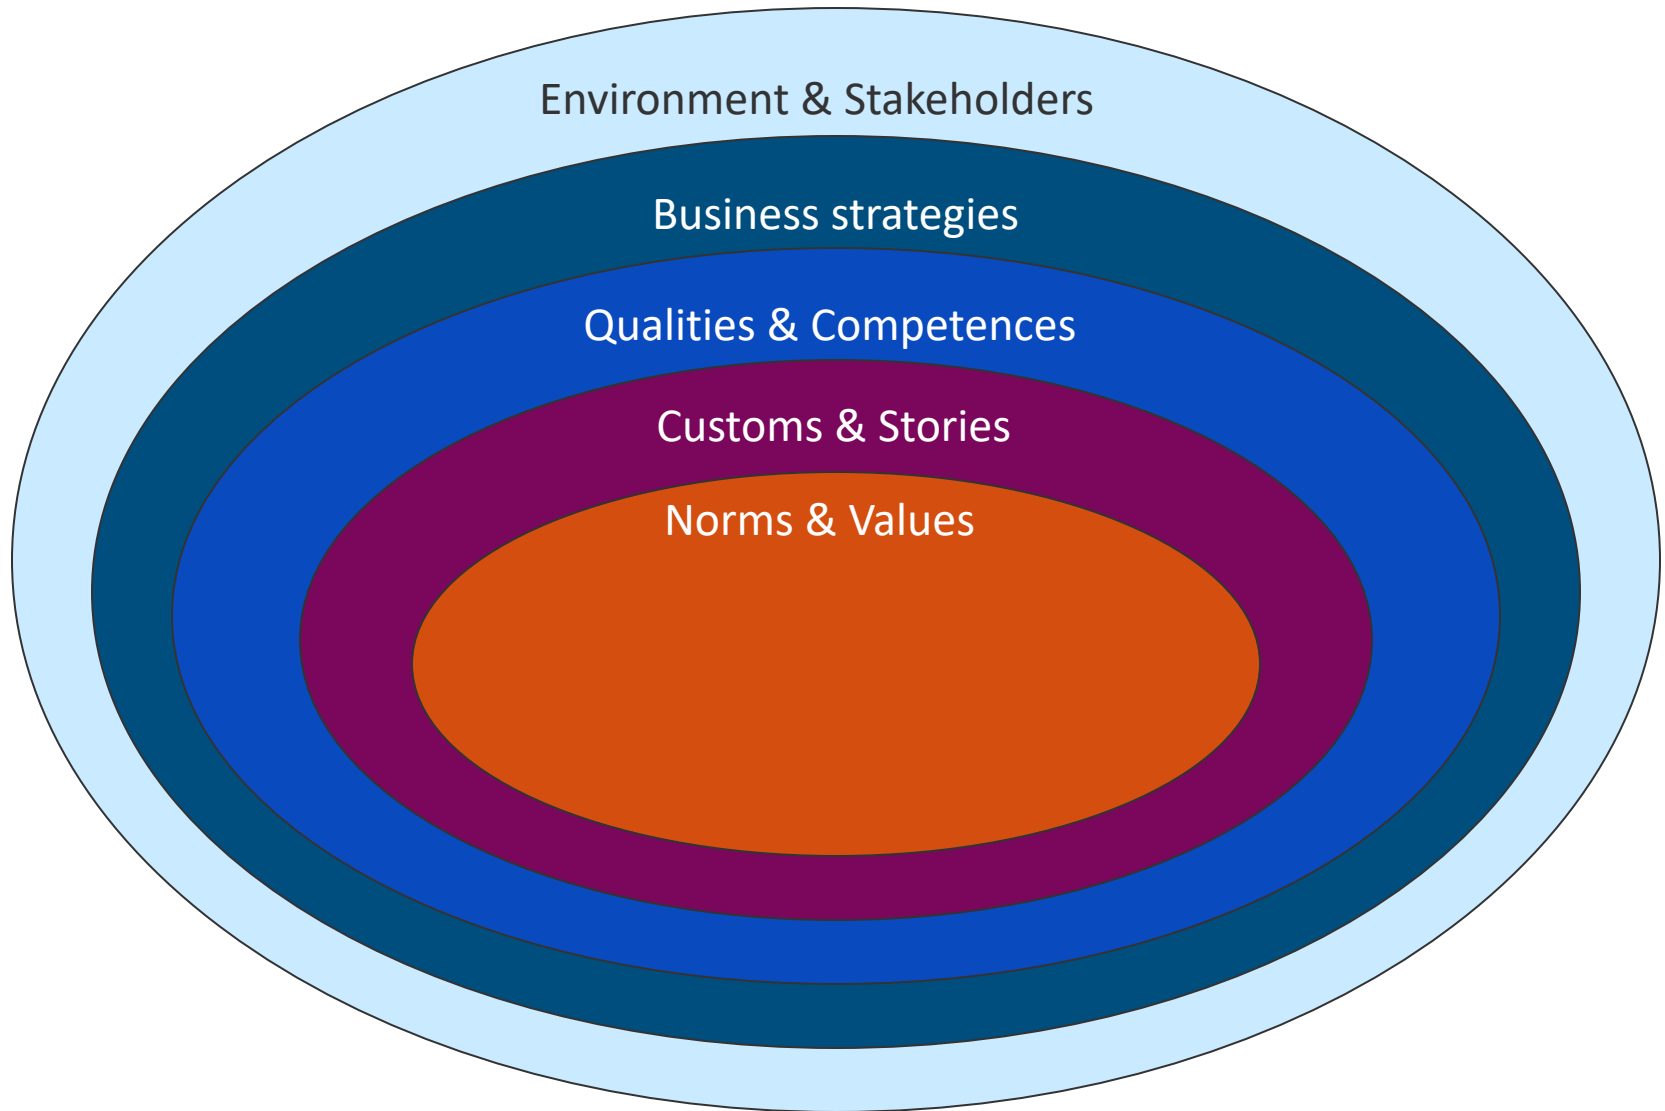 Environment & Stakeholders
Business strategies
Qualities & Competences
Customs & Stories
Norms & Values